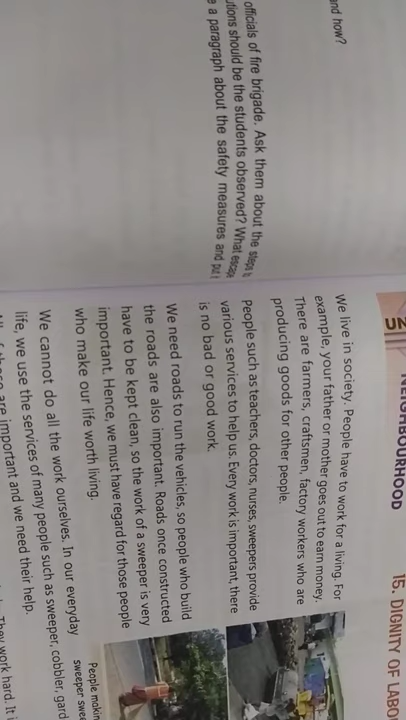 and how?
officials of fire brigade. Ask them about the steps
should be the students observed? What escape
a paragraph about the safety measures and put
NEIGHBOURHOOD
15. DIGNITY OF
We live in society. People have to work for a living. For
example, your father or mother goes out to earn money.
There are farmers, craftsmen, factory workers who are
producing goods for other people.
People such as teachers, doctors, nurses, sweepers provide
various services to help us. Every work is important, there
is no bad or good work.
We need roads to run the vehicles, so people who build
the roads are also important. Roads once constructed
have to be kept clean, so the work of a sweeper is very
important. Hence, we must have regard for those people
who make our life worth living.
We cannot do all the work ourselves. In our everyday
life, we use the services of many people such as sweeper, cobbler,
are important and we need their help.
work hard. It
People
sweeper